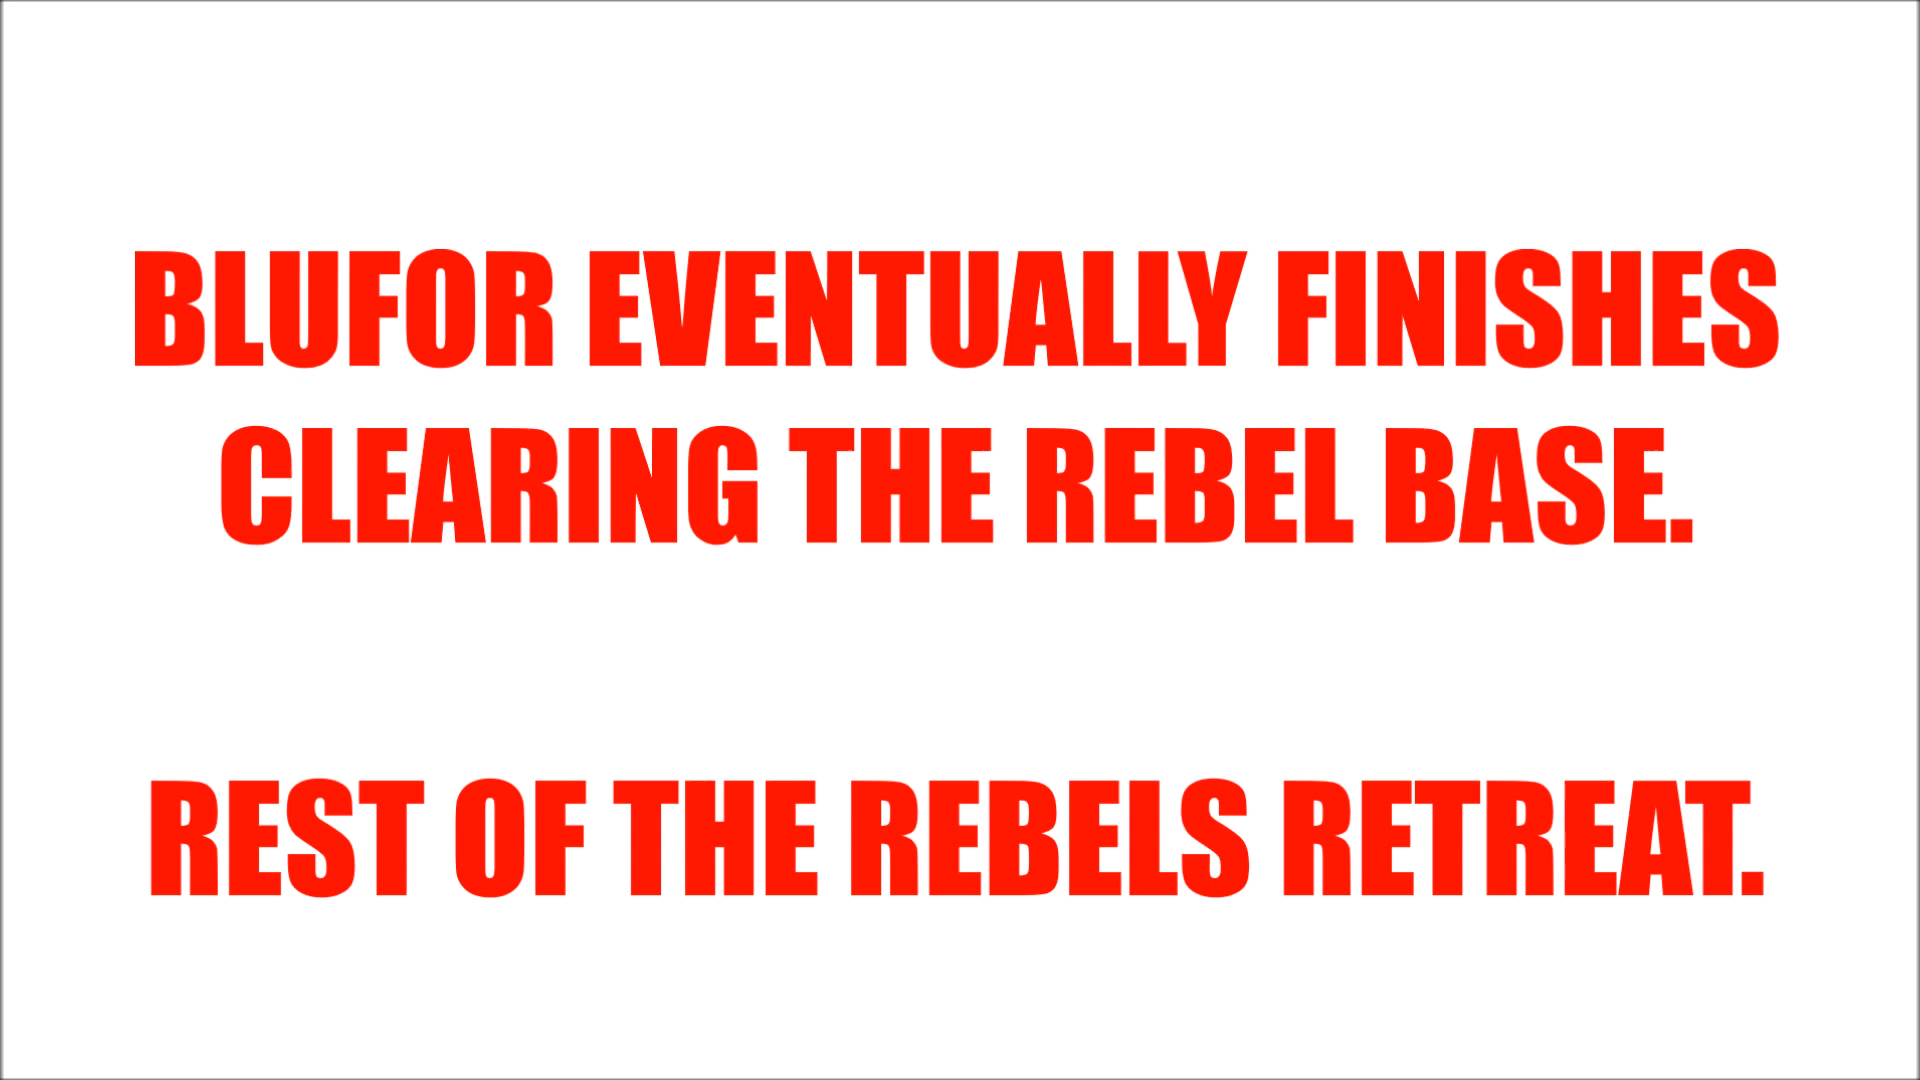 BLUFOR EVENTUALLY FINISHES
CLEARING THE REBEL BASE.
REST OF THE REBELS RETREAT.